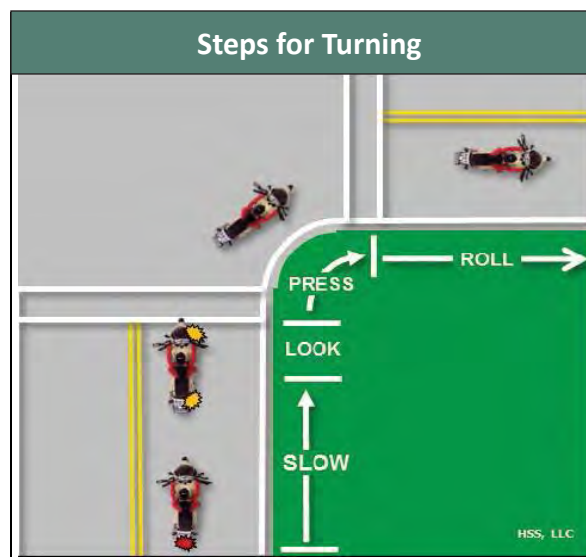 Steps for Turning
ROLL
PRESS
LOOK
SLOW
HSS, LLC